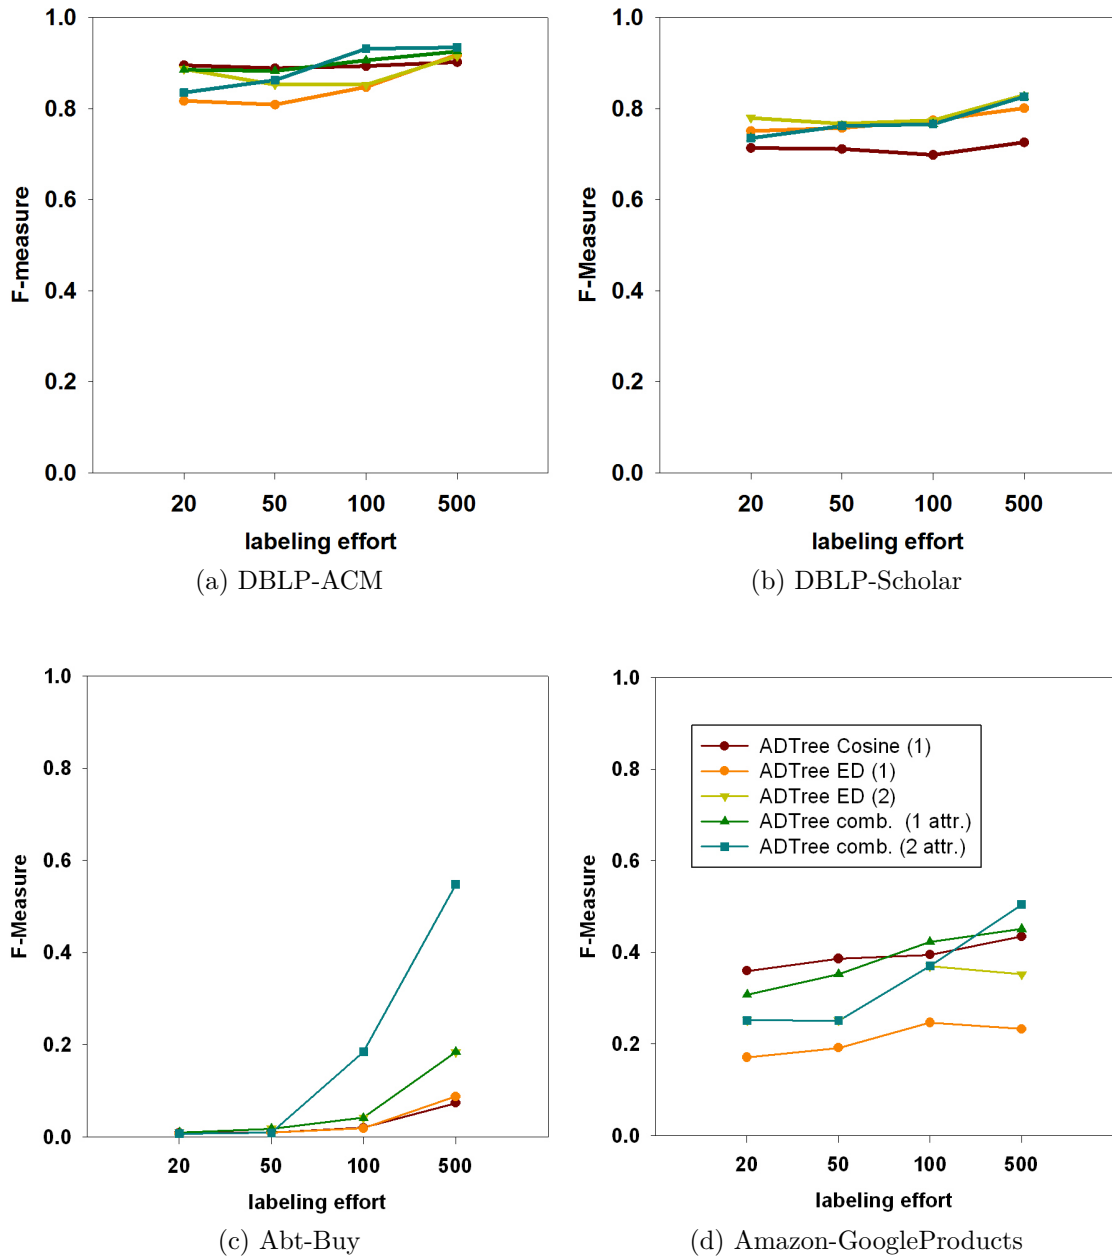 1.0
0.8
0.6
0.4
0.2
0.0
F-measure
20 50 100 500
labeling effort
(a) DBLP-ACM
1.0
0.8
0.6
0.4
0.2
0.0
F-Measure
20 50 100 500
labeling effort
(b) DBLP-Scholar
1.0
0.8
0.6
0.4
0.2
0.0
F-Measure
20 50 100 500
labeling effort
(c) Abt-Buy
1.0
0.8
0.6
0.4
0.2
0.0
F-Measure
ADTree Cosine (1)
ADTree ED (1)
ADTree ED (2)
ADTree comb. (1 attr.)
ADTree comb. (2 attr.)
20 50 100 500
labeling effort
(d) Amazon-GoogleProducts